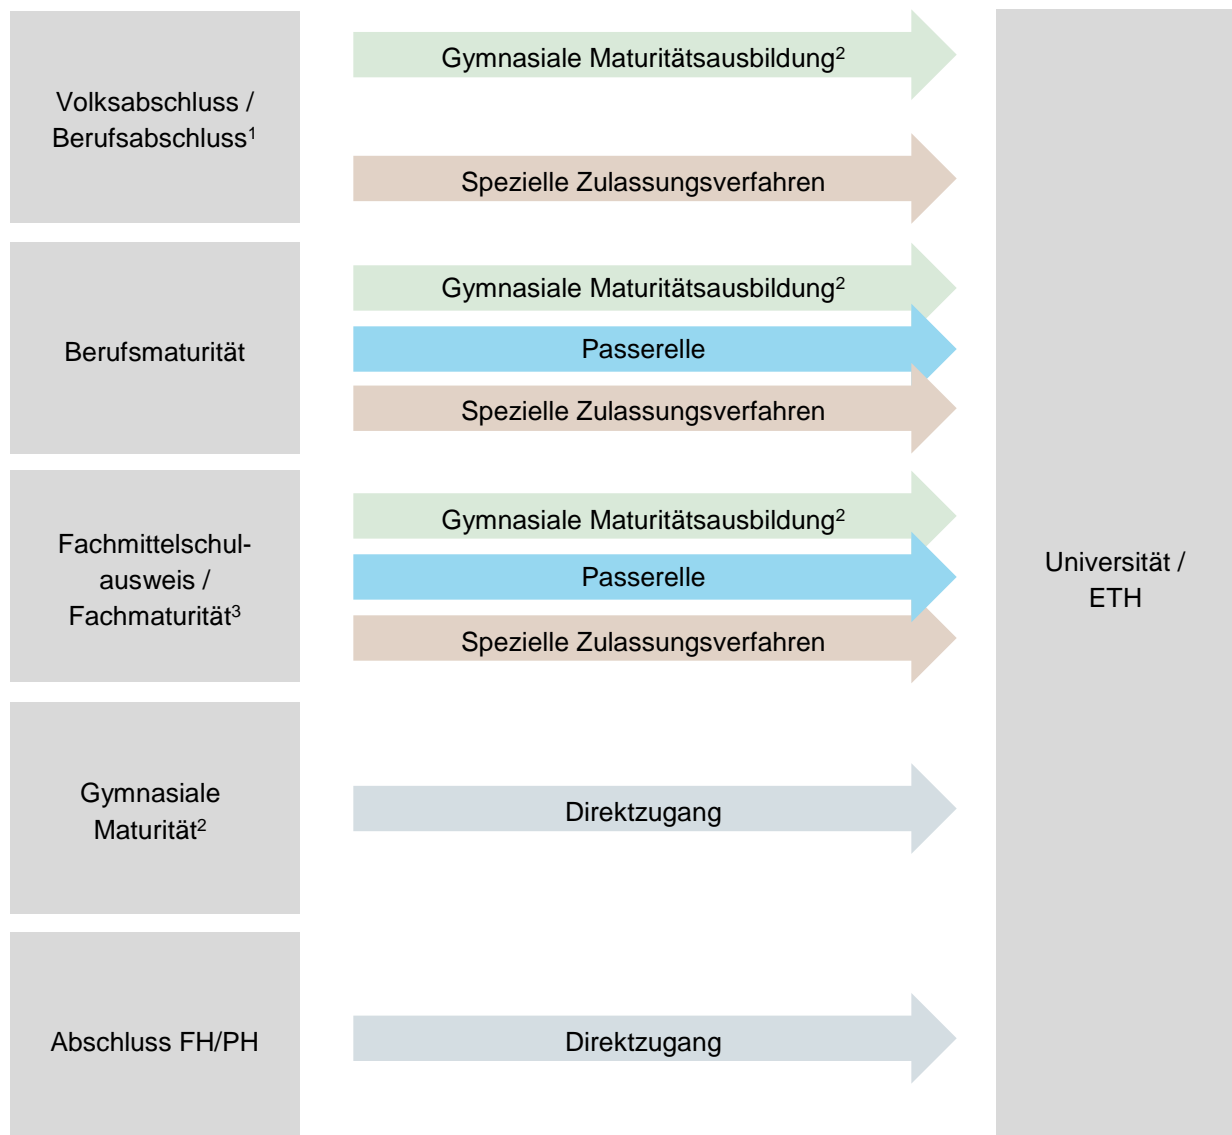 Volksabschluss /
Berufsabschluss¹
Gymnasiale Maturitätsausbildung²
Spezielle Zulassungsverfahren
Berufsmaturität
Gymnasiale Maturitätsausbildung²
Passerelle
Spezielle Zulassungsverfahren
Fachmittelschul-
ausweis /
Fachmaturität³
Gymnasiale Maturitätsausbildung²
Passerelle
Spezielle Zulassungsverfahren
Gymnasiale
Maturität²
Direktzugang
Abschluss FH/PH
Direktzugang
Universität /
ETH